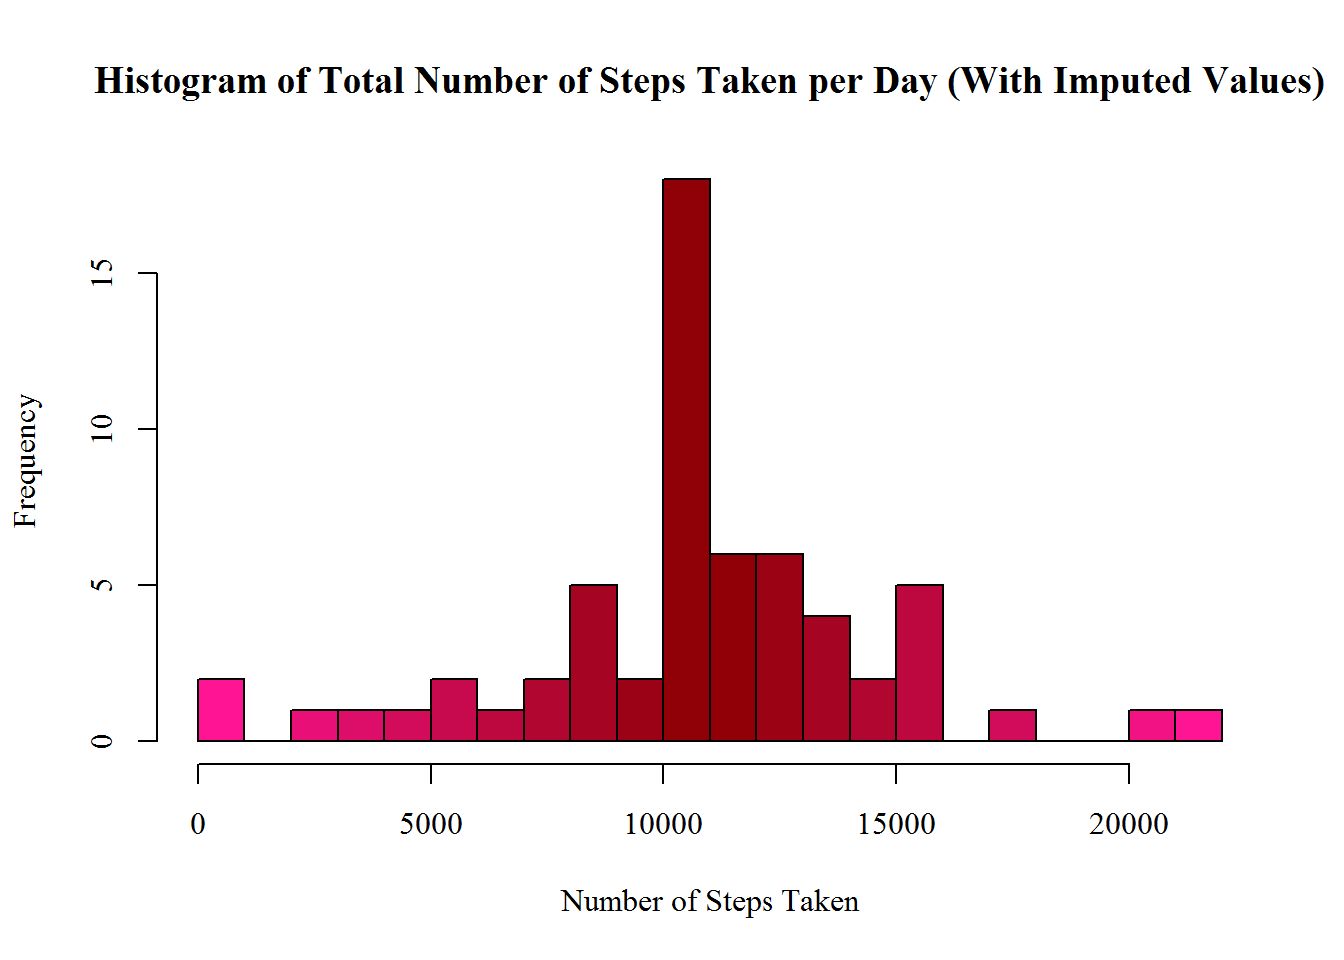 Histogram of Total Number of Steps Taken per Day (With Imputed Values)
Frequency
15
10
5
0
0 5000 10000 15000 20000
Number of Steps Taken